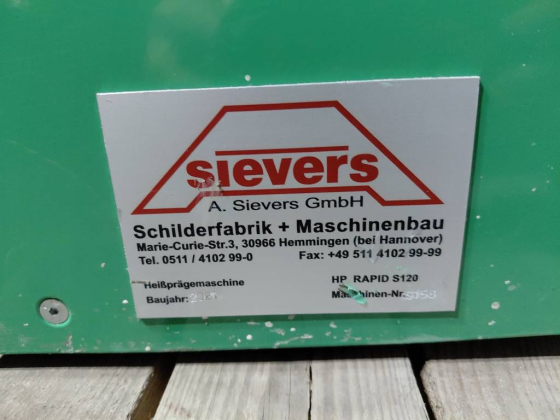 sievers
A. Sievers GmbH
Schilderfabrik + Maschinenbau
Marie-Curie-Str.3, 30966 Hemmingen (bei Hannover)
Tel. 0511 / 4102 99-0 Fax: +49 511 4102 99-99
Heißprägemaschine HP RAPID S120
Baujahr: Maschinen-Nr.